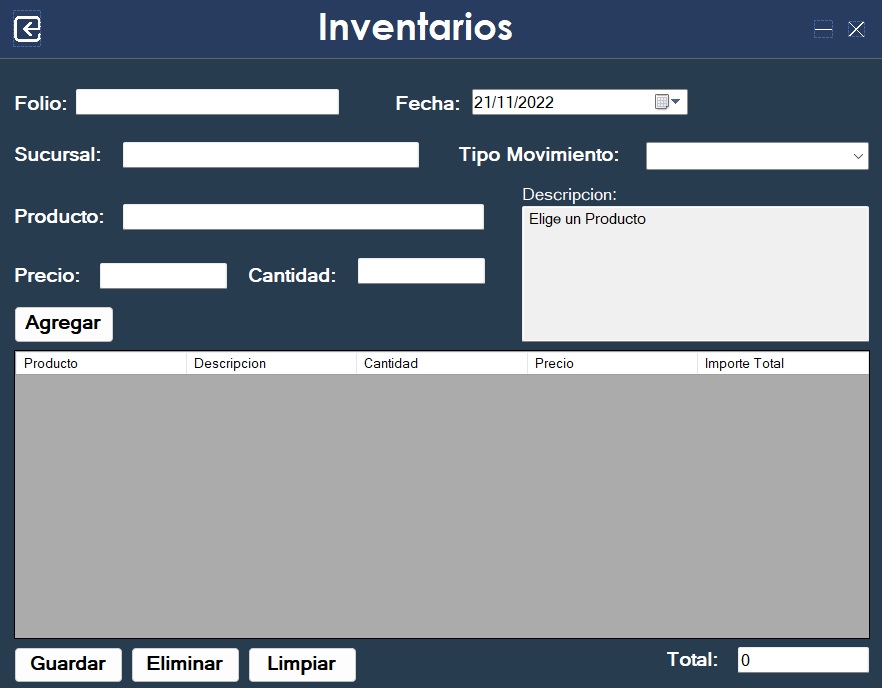 Inventarios
Folio:
Fecha: 21/11/2022
Sucursal:
Tipo Movimiento:
Descripcion:
Elige un Producto
Producto:
Precio:
Cantidad:
Agregar
Producto Descripcion Cantidad Precio Importe Total
Guardar Eliminar Limpiar
Total: 0